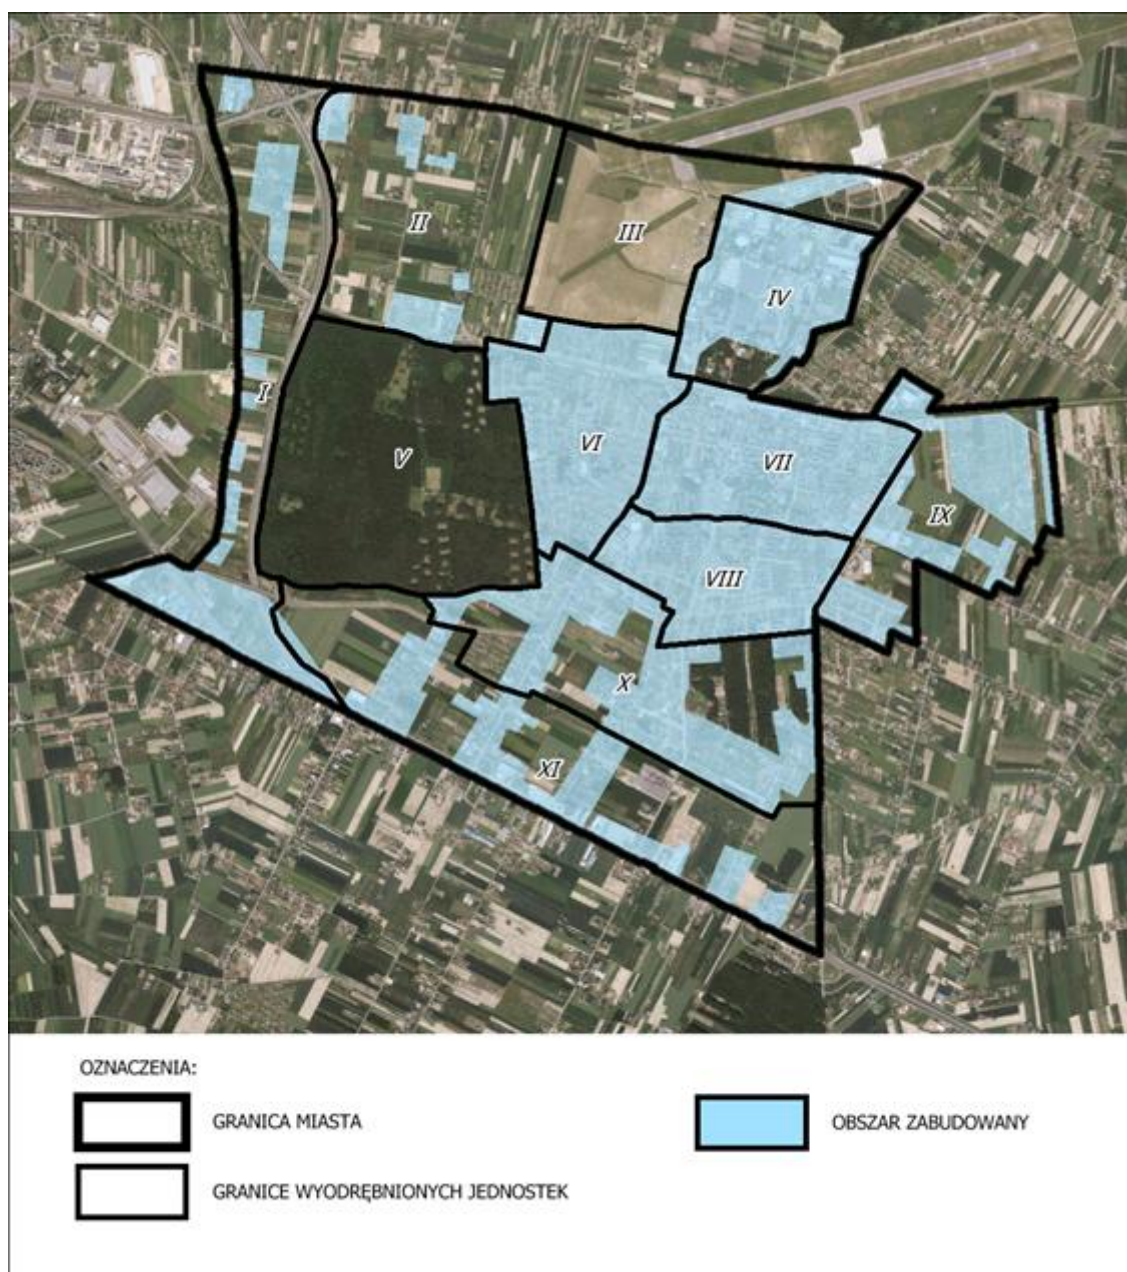 III
II
IV
I
V
VI
VII
IX
VIII
X
XI
OZNACZENIA:
GRANICA MIASTA
OBSZAR ZABUDOWANY
GRANICE WYODRĘBNIONYCH JEDNOSTEK